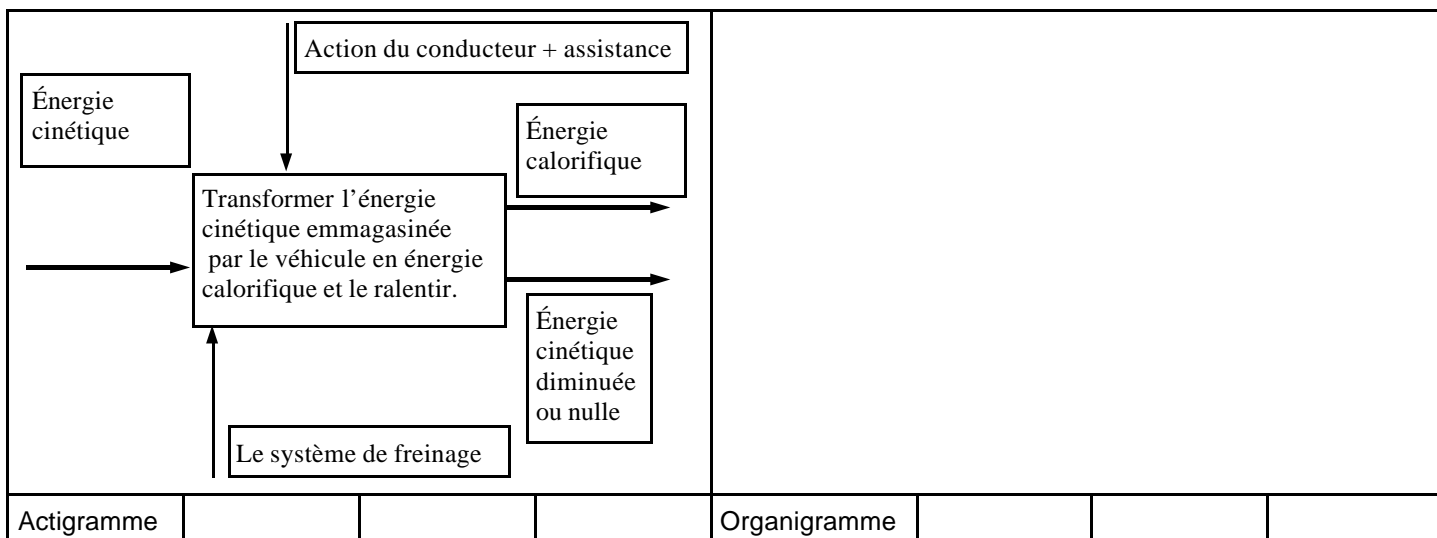 Action du conducteur + assistance
Énergie
cinétique
Énergie
calorifique
Transformer l’énergie
cinétique emmagasinée
par le véhicule en énergie
calorifique et le ralentir.
Énergie
cinétique
diminuée
ou nulle
Le système de freinage
Actigramme
Organigramme